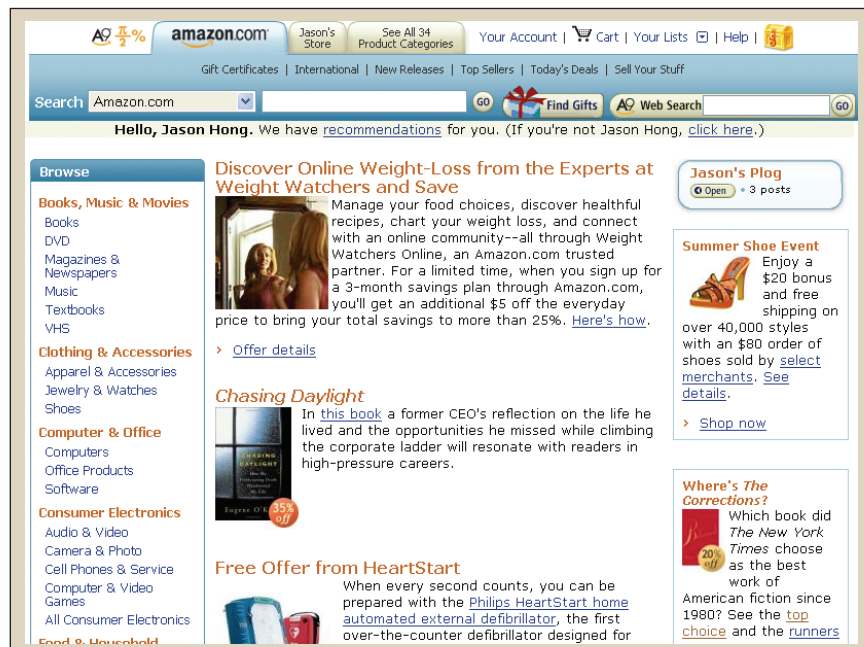 A9 π/2 %
amazon.com
Jason's
Store
See All 34
Product Categories
Your Account | Cart | Your Lists | Help |
Gift Certificates | International | New Releases | Top Sellers | Today's Deals | Sell Your Stuff
Search Amazon.com GO Find Gifts A9 Web Search GO
Hello, Jason Hong. We have recommendations for you. (If you're not Jason Hong, click here.)
Browse
Books, Music & Movies
Books
DVD
Magazines &
Newspapers
Music
Textbooks
VHS
Clothing & Accessories
Apparel & Accessories
Jewelry & Watches
Shoes
Computer & Office
Computers
Office Products
Software
Consumer Electronics
Audio & Video
Camera & Photo
Cell Phones & Service
Computer & Video
Games
All Consumer Electronics
Food & Household
Discover Online Weight-Loss from the Experts at
Weight Watchers and Save
Manage your food choices, discover healthful
recipes, chart your weight loss, and connect
with an online community--all through Weight
Watchers Online, an Amazon.com trusted
partner. For a limited time, when you sign up for
a 3-month savings plan through Amazon.com,
you'll get an additional $5 off the everyday
price to bring your total savings to more than 25%. Here's how.
› Offer details
Chasing Daylight
In this book a former CEO's reflection on the life he
lived and the opportunities he missed while climbing
the corporate ladder will resonate with readers in
high-pressure careers.
CHASING
DAYLIGHT
Eugene O'K
35%
off
Free Offer from HeartStart
When every second counts, you can be
prepared with the Philips HeartStart home
automated external defibrillator, the first
over-the-counter defibrillator designed for
Jason's Plog
Open • 3 posts
Summer Shoe Event
Enjoy a
$20 bonus
and free
shipping on
over 40,000 styles
with an $80 order of
shoes sold by select
merchants. See
details.
› Shop now
Where's The
Corrections?
20%
off
Which book did
The New York
Times choose
as the best
work of
American fiction since
1980? See the top
choice and the runners